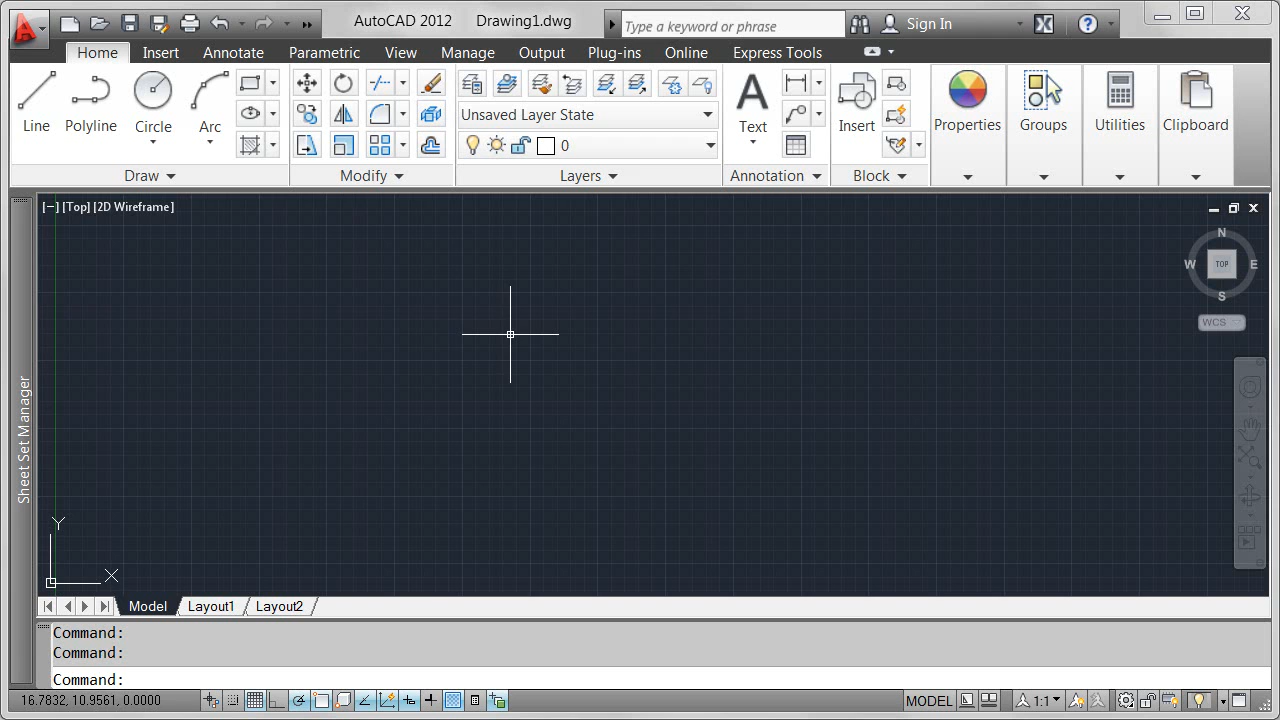 AutoCAD 2012 Drawing1.dwg
Type a keyword or phrase
Sign In
Home Insert Annotate Parametric View Manage Output Plug-ins Online Express Tools
Line Polyline Circle Arc
Draw
Modify
Unsaved Layer State
0
Layers
A
Text
Annotation
Insert
Block
Properties
Groups
Utilities
Clipboard
[−] [Top] [2D Wireframe]
N
W TOP E
S
WCS
Sheet Set Manager
Y
X
Model Layout1 Layout2
Command:
Command:
Command:
16.7832, 10.9561, 0.0000
MODEL
1:1